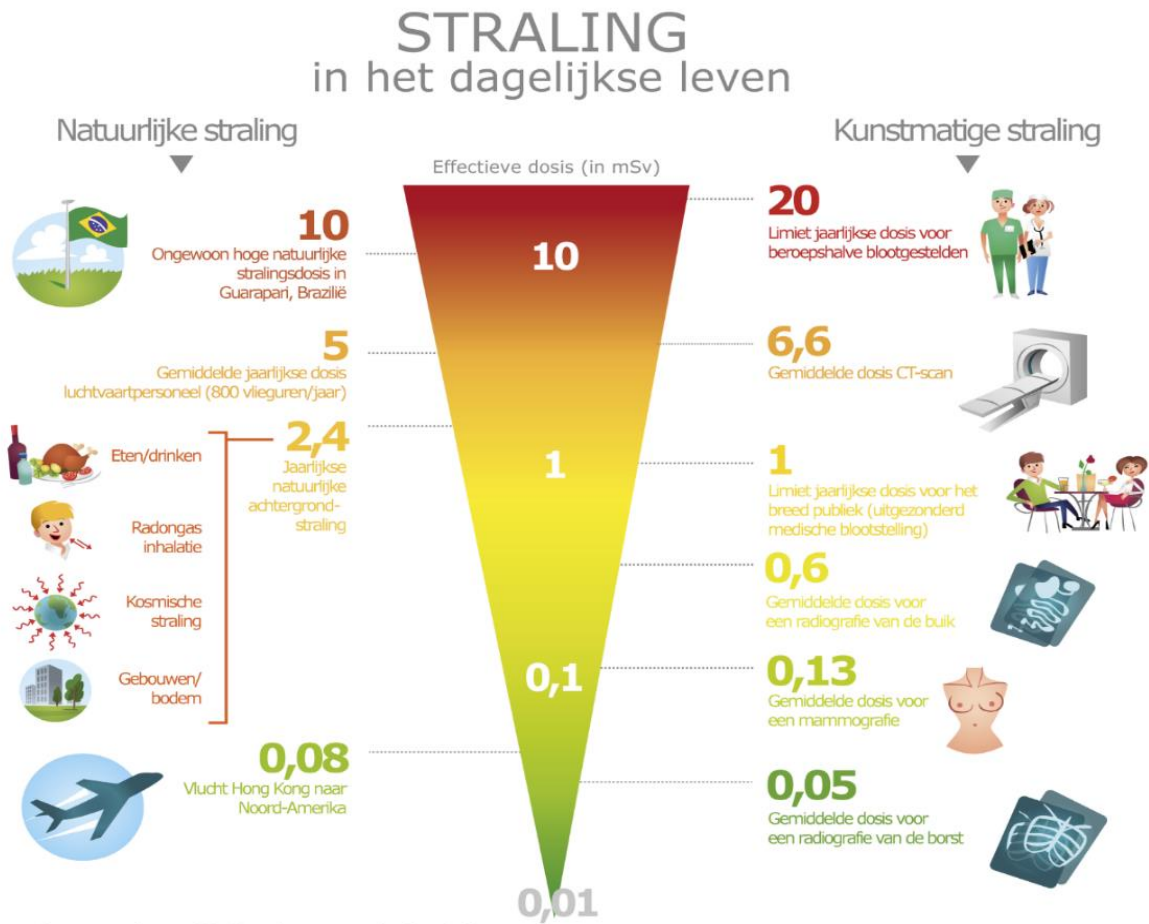 STRALING
in het dagelijkse leven
Natuurlijke straling
Kunstmatige straling
Effectieve dosis (in mSv)
10
Ongewoon hoge natuurlijke
stralingsdosis in
Guarapari, Brazilië
5
Gemiddelde jaarlijkse dosis
luchtvaartpersoneel (800 vlieguren/jaar)
2,4
Jaarlijkse
natuurlijke
achtergrond-
straling
Eten/drinken
Radongas
inhalatie
Kosmische
straling
Gebouwen/
bodem
0,08
Vlucht Hong Kong naar
Noord-Amerika
10
1
0,1
0,01
20
Limiet jaarlijkse dosis voor
beroepshalve blootgestelden
6,6
Gemiddelde dosis CT-scan
1
Limiet jaarlijkse dosis voor het
breed publiek (uitgezonderd
medische blootstelling)
0,6
Gemiddelde dosis voor
een radiografie van de buik
0,13
Gemiddelde dosis voor
een mammografie
0,05
Gemiddelde dosis voor
een radiografie van de borst